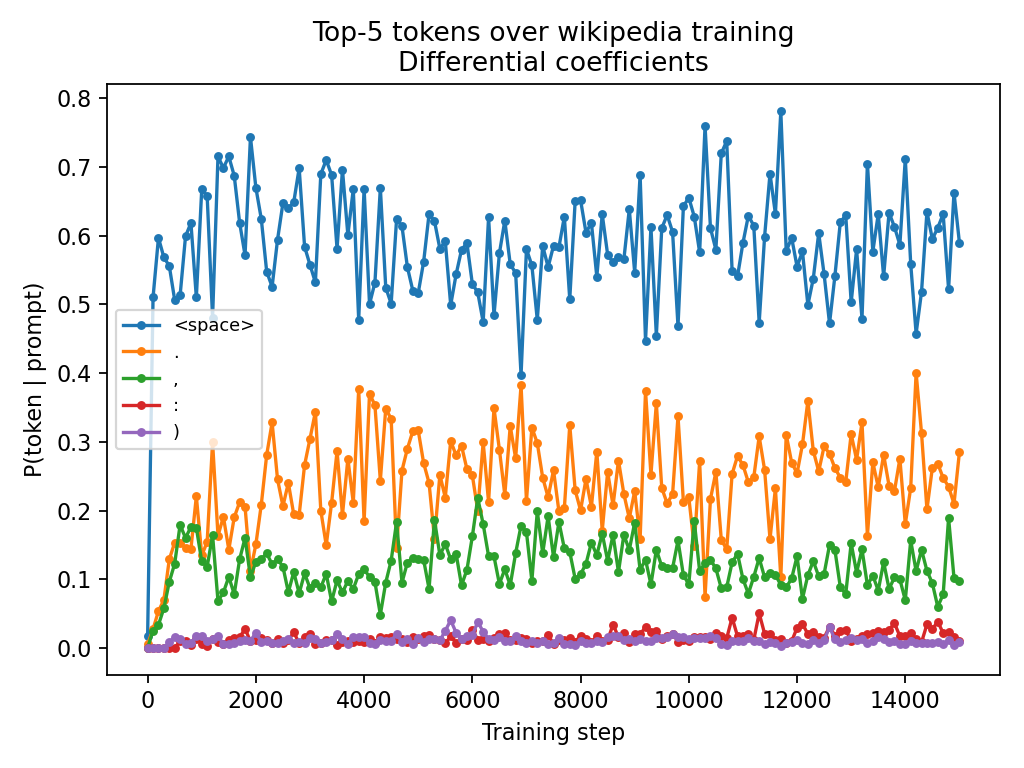 Top-5 tokens over wikipedia training
Differential coefficients
P(token | prompt)
0.8
0.7
0.6
0.5
0.4
0.3
0.2
0.1
0.0
<space>
.
,
:
)
0 2000 4000 6000 8000 10000 12000 14000
Training step